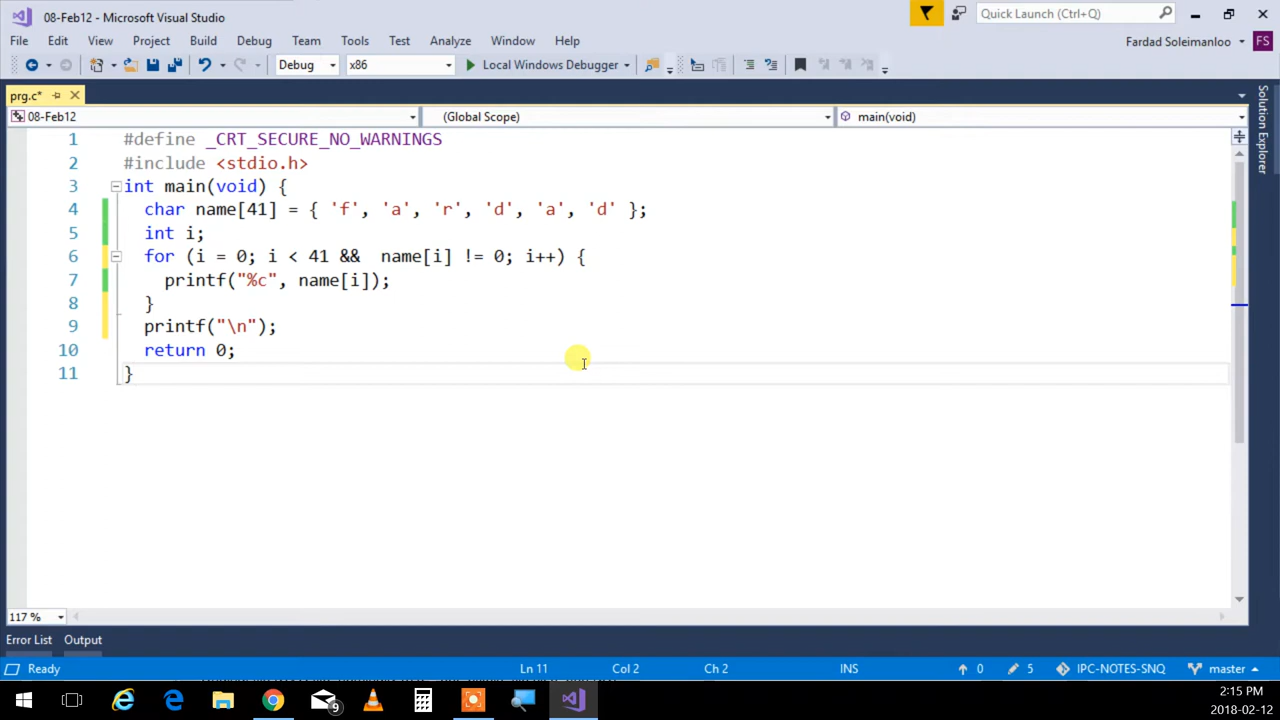 08-Feb12 - Microsoft Visual Studio
Quick Launch (Ctrl+Q)
File Edit View Project Build Debug Team Tools Test Analyze Window Help
Fardad Soleimanloo FS
Debug x86 Local Windows Debugger
prg.c*
08-Feb12 (Global Scope) main(void)
1 #define _CRT_SECURE_NO_WARNINGS
2 #include <stdio.h>
3 int main(void) {
4 char name[41] = { 'f', 'a', 'r', 'd', 'a', 'd' };
5 int i;
6 for (i = 0; i < 41 &&  name[i] != 0; i++) {
7 printf("%c", name[i]);
8 }
9 printf("\n");
10 return 0;
11 }
Solution Explorer
117 %
Error List Output
Ready Ln 11 Col 2 Ch 2 INS 0 5 IPC-NOTES-SNQ master
9
2:15 PM
2018-02-12